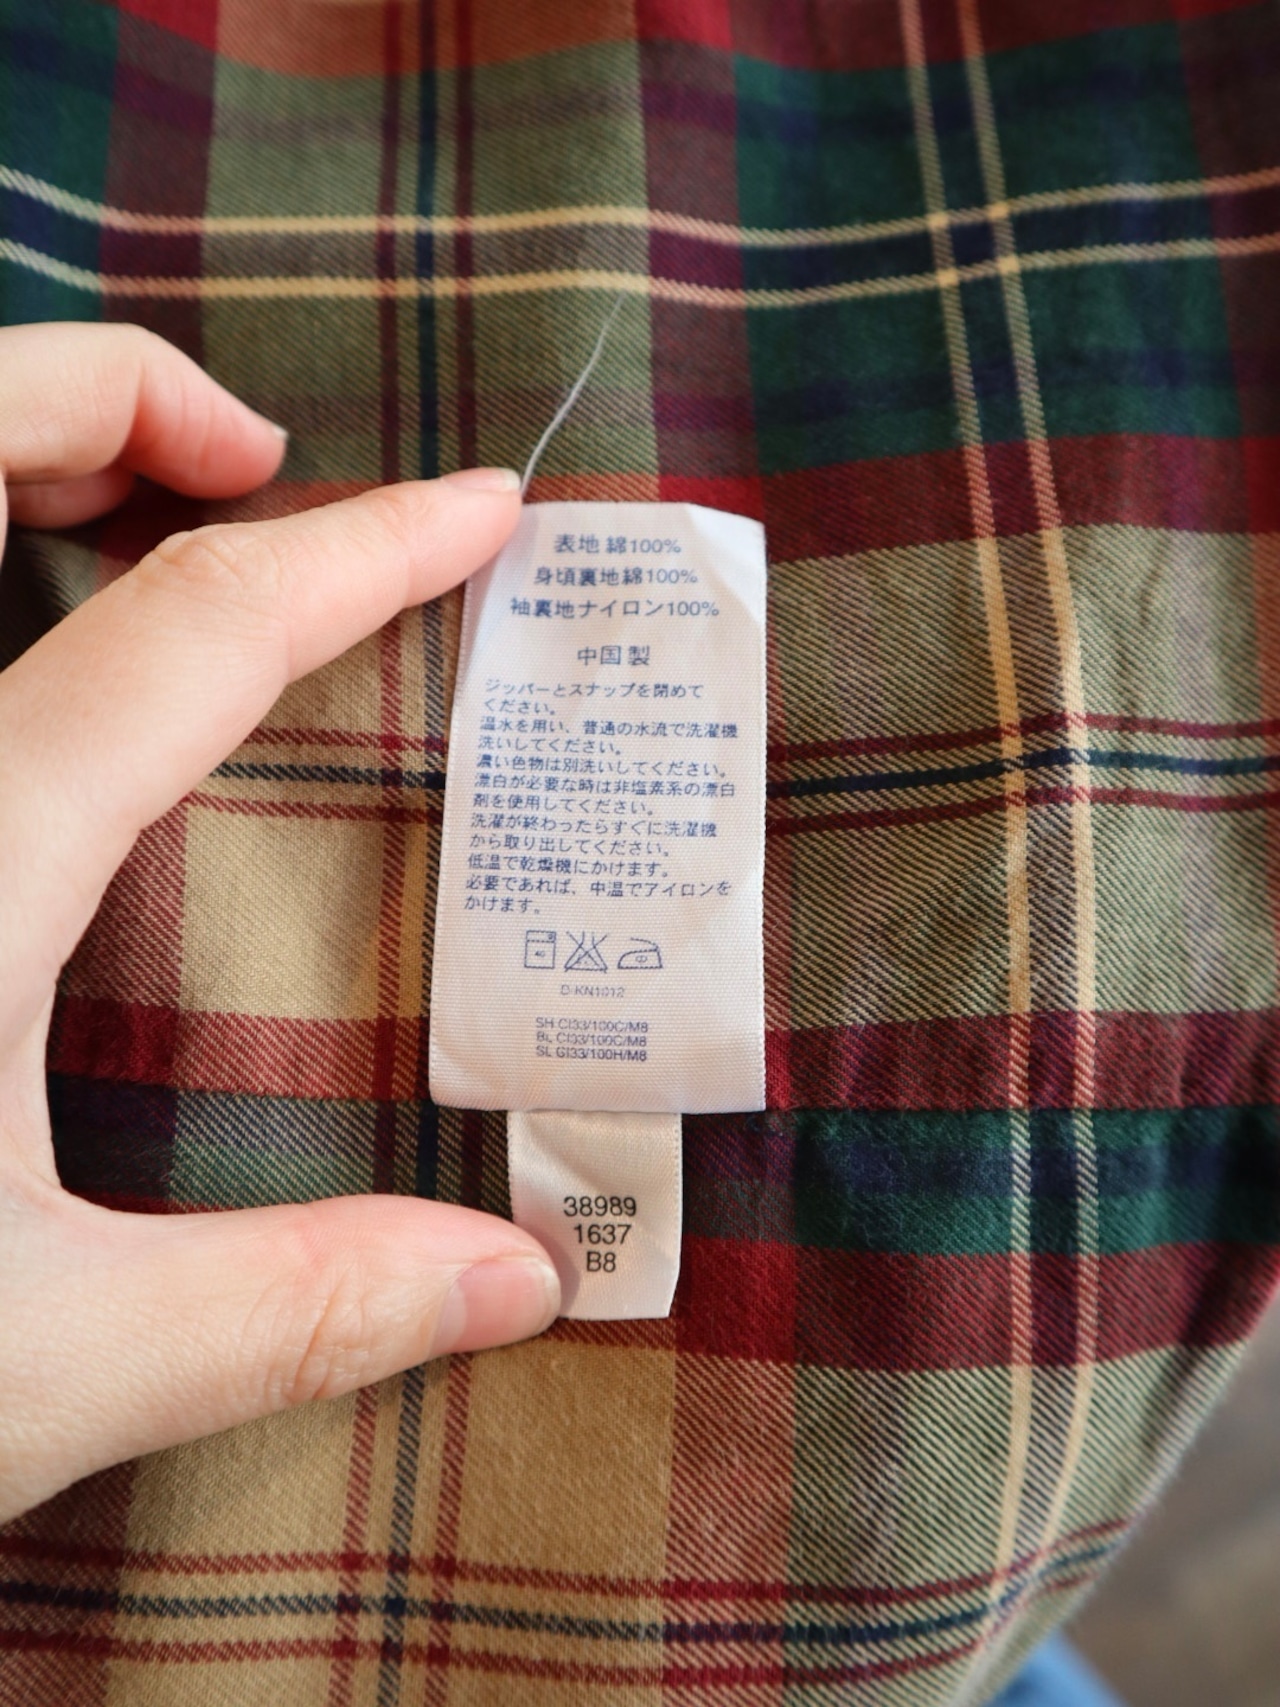 表地 綿100%
身頃裏地綿100%
袖裏地ナイロン100%
中国製
ジッパーとスナップを閉めて
ください。
温水を用い、普通の水流で洗濯機
洗いしてください。
濃い色物は別洗いしてください。
漂白が必要な時は非塩素系の漂白
剤を使用してください。
洗濯が終わったらすぐに洗濯機
から取り出してください。
低温で乾燥機にかけます。
必要であれば、中温でアイロンを
かけます。
40 中
D-KN1012
SH CI33/100C/M8
BL CI33/100C/M8
SL GI33/100H/M8
38989
1637
B8